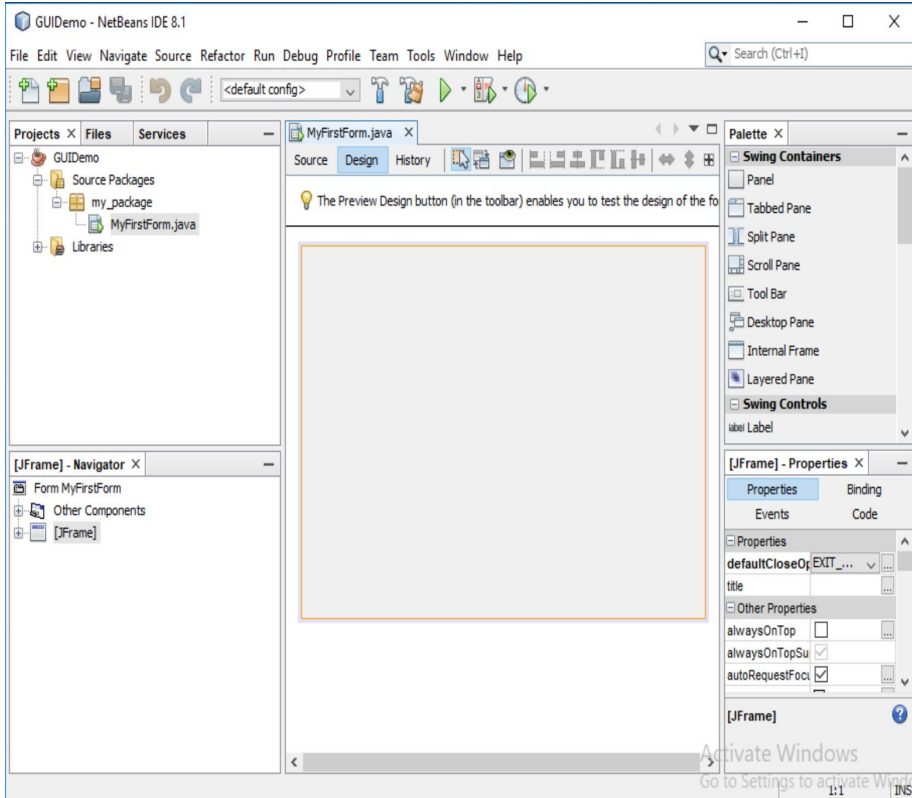 GUIDemo - NetBeans IDE 8.1
File Edit View Navigate Source Refactor Run Debug Profile Team Tools Window Help
Search (Ctrl+I)
<default config>
Projects Files Services
GUIDemo
Source Packages
my_package
MyFirstForm.java
Libraries
[JFrame] - Navigator
Form MyFirstForm
Other Components
[JFrame]
MyFirstForm.java
Source Design History
The Preview Design button (in the toolbar) enables you to test the design of the fo
Palette
Swing Containers
Panel
Tabbed Pane
Split Pane
Scroll Pane
Tool Bar
Desktop Pane
Internal Frame
Layered Pane
Swing Controls
label Label
[JFrame] - Properties
Properties Binding
Events Code
Properties
defaultCloseOp EXIT_...
title ...
Other Properties
alwaysOnTop ...
alwaysOnTopSu
autoRequestFocu ...
[JFrame]
Activate Windows
Go to Settings to activate Windo
1:1 INS